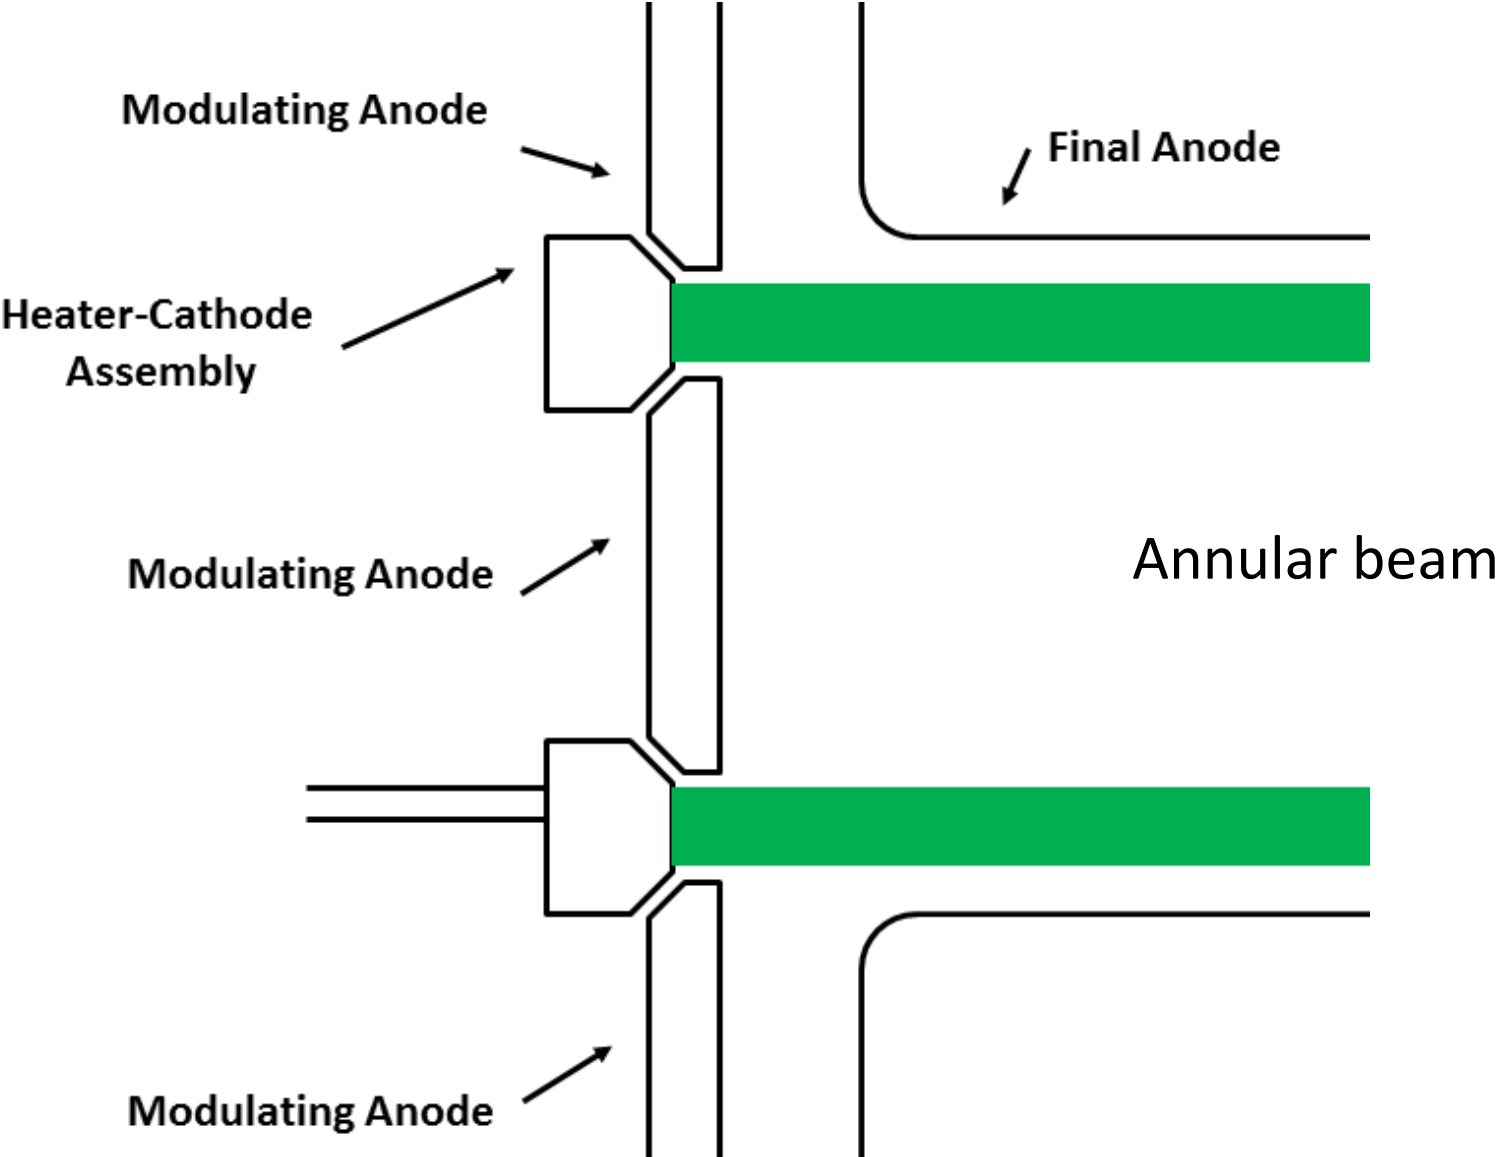 Modulating Anode
Final Anode
Heater-Cathode
Assembly
Modulating Anode
Annular beam
Modulating Anode